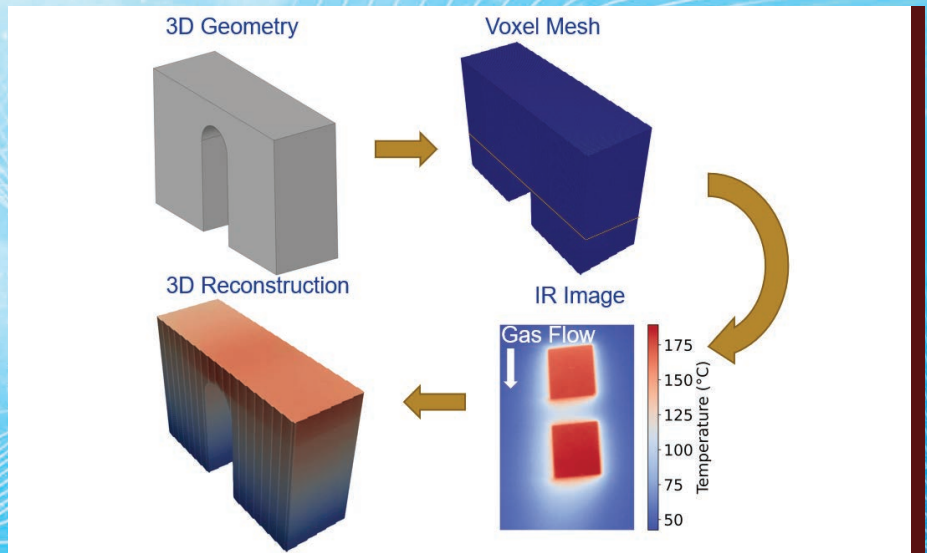 3D Geometry
Voxel Mesh
3D Reconstruction
IR Image
Gas Flow
175
150
125
100
75
50
Temperature (°C)